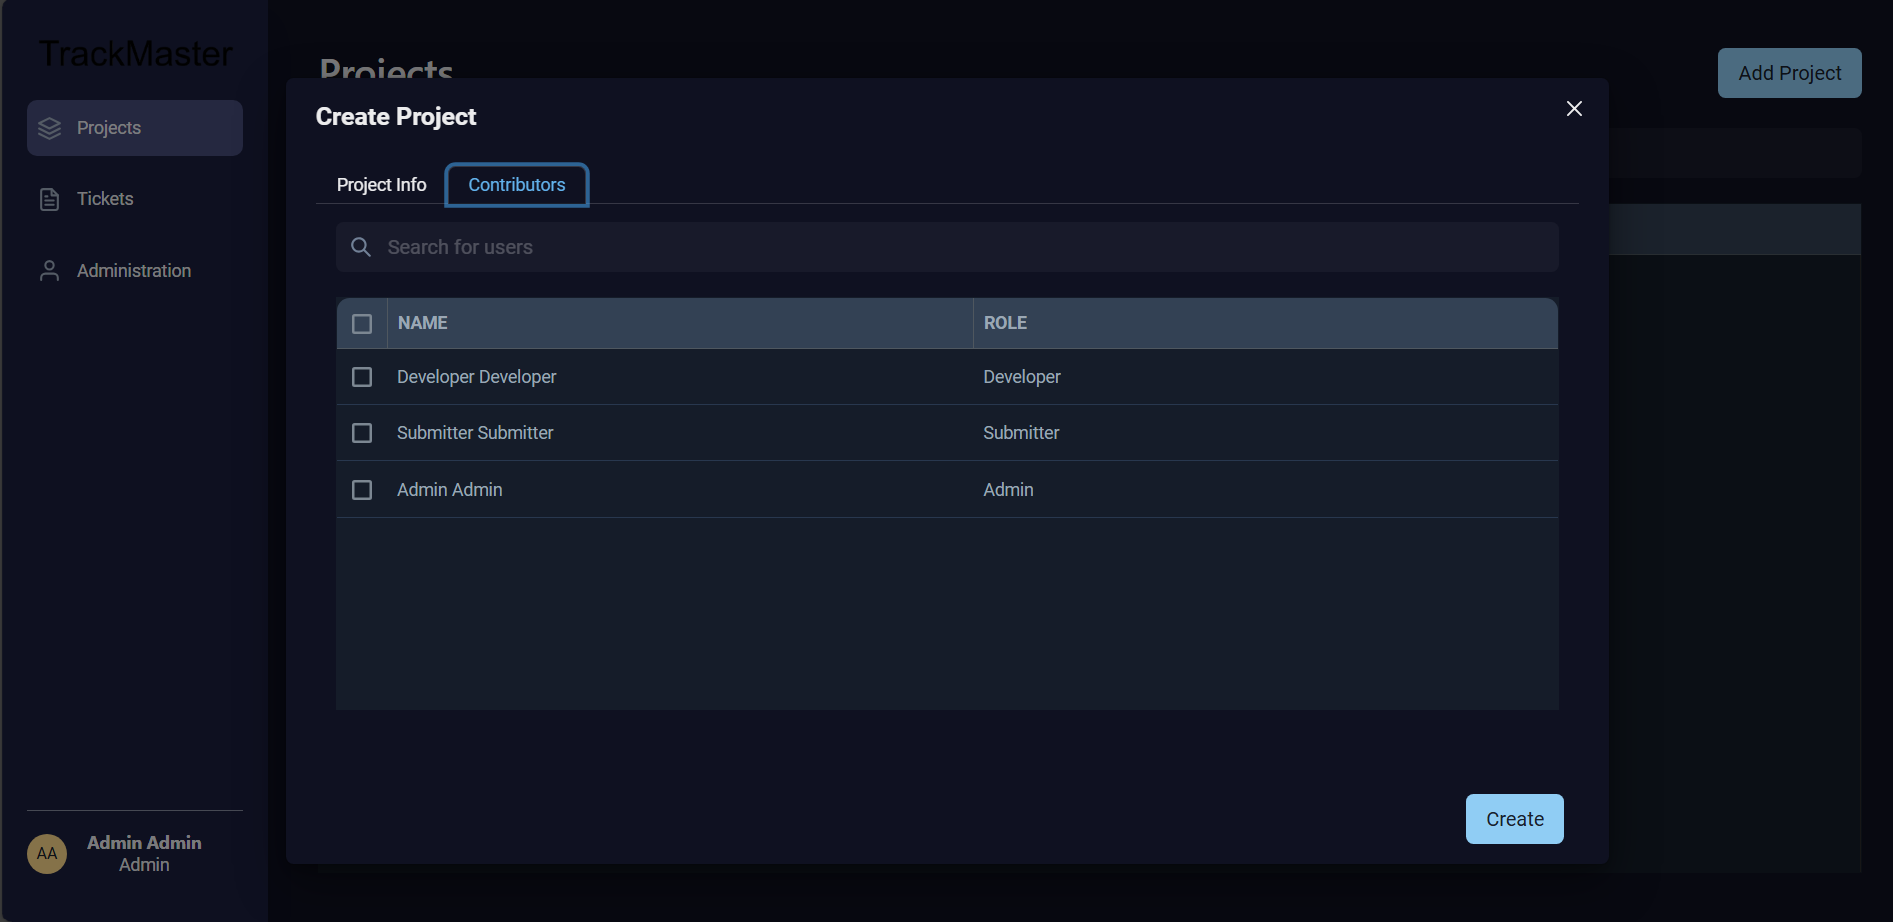 TrackMaster
Projects
Tickets
Administration
Admin Admin
Admin
AA
Projects
Add Project
Create Project
Project Info
Contributors
Search for users
NAME
ROLE
Developer Developer
Developer
Submitter Submitter
Submitter
Admin Admin
Admin
Create